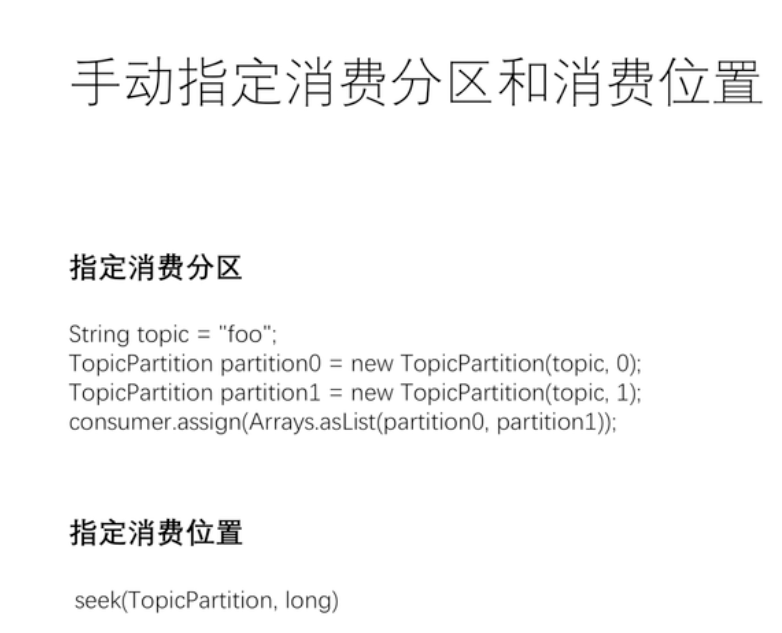 手动指定消费分区和消费位置
指定消费分区
String topic = "foo";
TopicPartition partition0 = new TopicPartition(topic, 0);
TopicPartition partition1 = new TopicPartition(topic, 1);
consumer.assign(Arrays.asList(partition0, partition1));
指定消费位置
seek(TopicPartition, long)